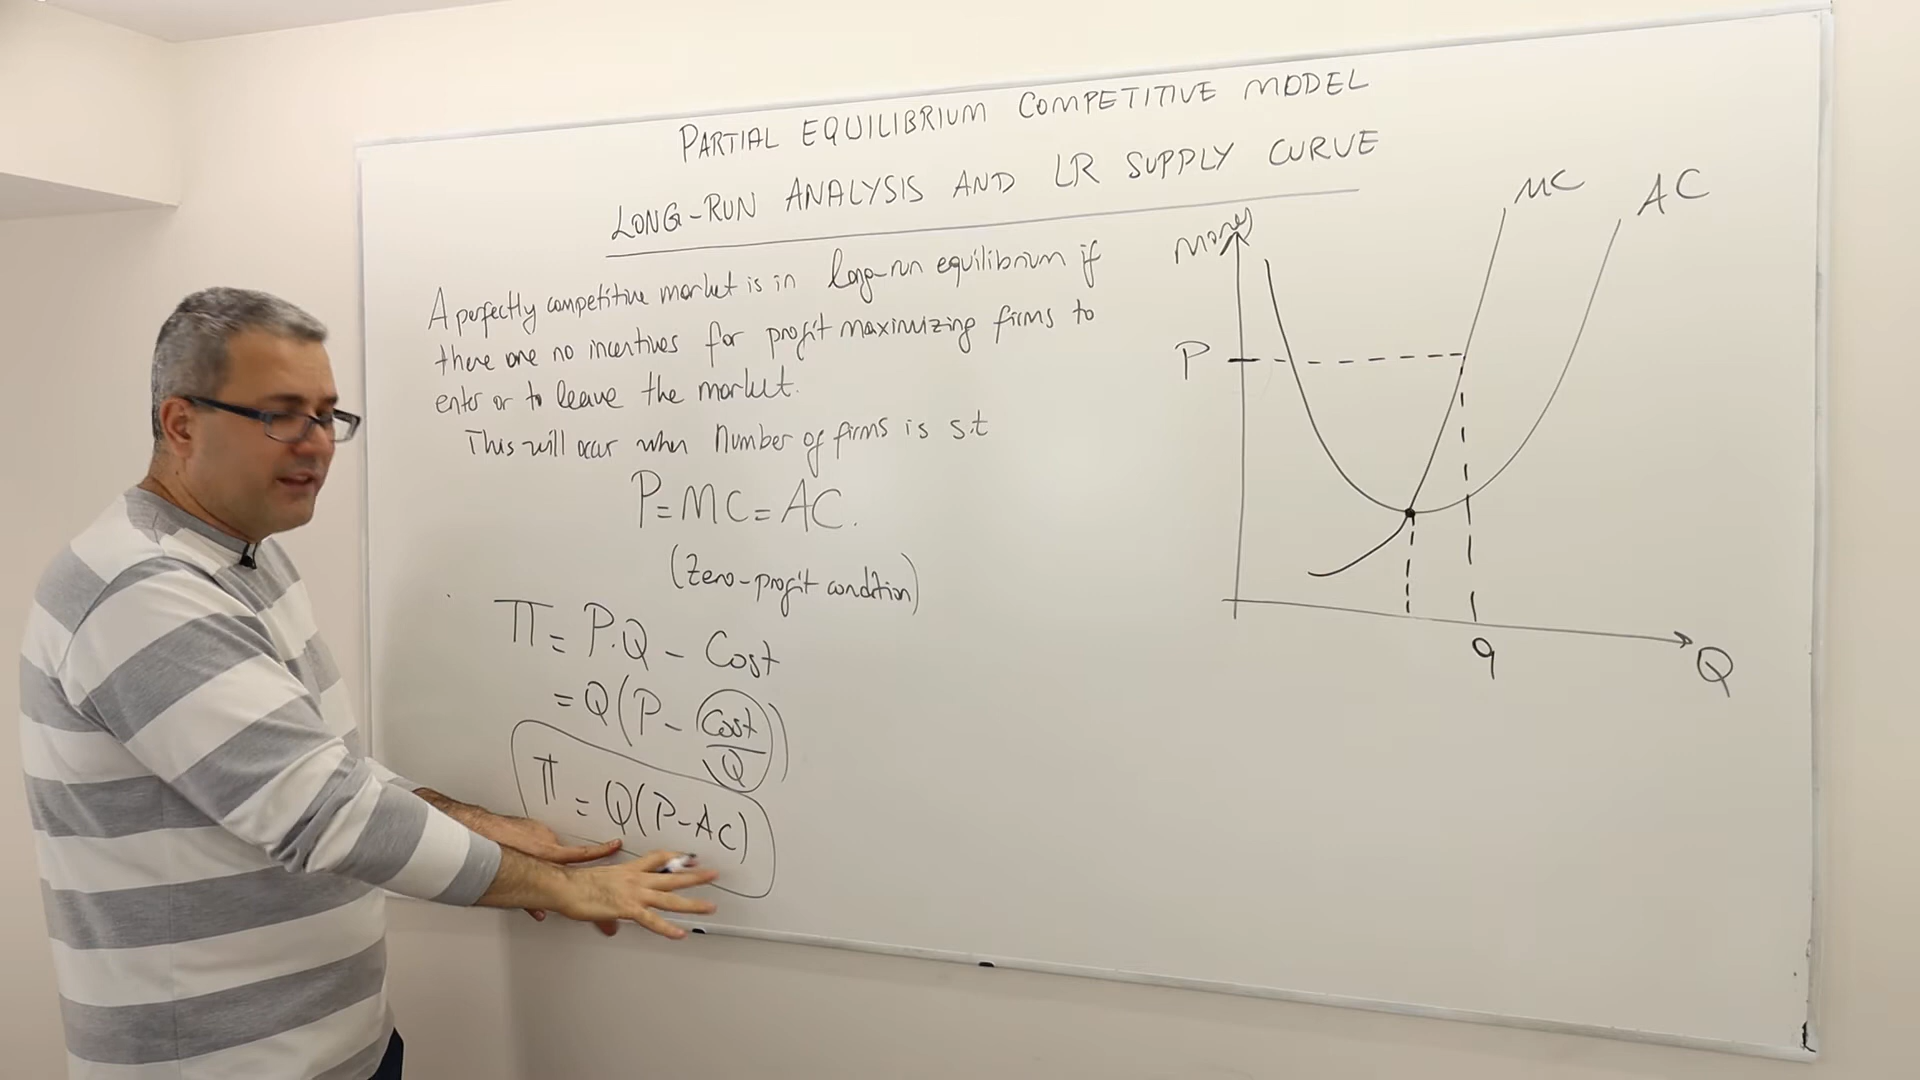 PARTIAL EQUILIBRIUM COMPETITIVE MODEL
LONG-RUN ANALYSIS AND LR SUPPLY CURVE
A perfectly competitive market is in long-run equilibrium if
there are no incentives for profit maximizing firms to
enter or to leave the market.
This will occur when number of firms is s.t
P=MC=AC.
(Zero-profit condition)
Π = P.Q - Cost
= Q(P - Cost/Q)
Π = Q(P-AC)
Money
MC
AC
P
q
Q